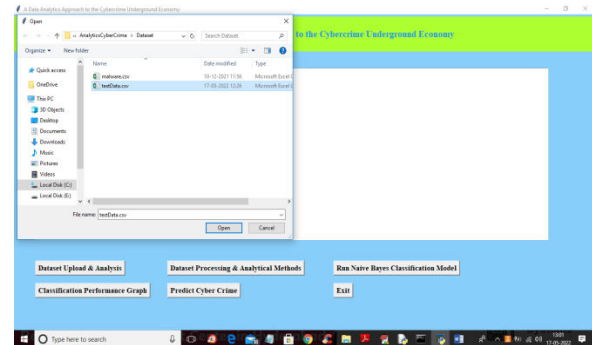 A Data Analytics Approach to the Cybercrime Underground Economy
Open
AnalyticsCyberCrime > Dataset
Search Dataset
to the Cybercrime Underground Economy
Organize
New folder
Name
Date modified
Type
Quick access
OneDrive
This PC
3D Objects
Desktop
Documents
Downloads
Music
Pictures
Videos
Local Disk (C:)
Local Disk (E:)
malware.csv
10-12-2021 11:56
Microsoft Excel C
testData.csv
Microsoft Excel C
File name:
testData.csv
Open
Cancel
Dataset Upload & Analysis
Dataset Processing & Analytical Methods
Run Naive Bayes Classification Model
Classification Performance Graph
Predict Cyber Crime
Exit
Type here to search
13:01
17-05-2022